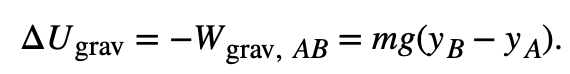 ΔU_grav = −W_grav, AB = mg(y_B − y_A).